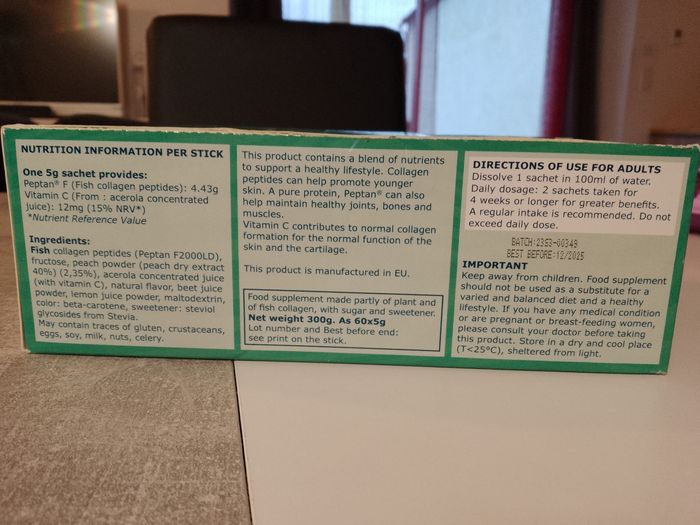 NUTRITION INFORMATION PER STICK
One 5g sachet provides:
Peptan® F (Fish collagen peptides): 4.43g
Vitamin C (From : acerola concentrated
juice): 12mg (15% NRV*)
*Nutrient Reference Value
Ingredients:
Fish collagen peptides (Peptan F2000LD),
fructose, peach powder (peach dry extract
40%) (2,35%), acerola concentrated juice
(with vitamin C), natural flavor, beet juice
powder, lemon juice powder, maltodextrin,
color: beta-carotene, sweetener: steviol
glycosides from Stevia.
May contain traces of gluten, crustaceans,
eggs, soy, milk, nuts, celery.
This product contains a blend of nutrients
to support a healthy lifestyle. Collagen
peptides can help promote younger
skin. A pure protein, Peptan® can also
help maintain healthy joints, bones and
muscles.
Vitamin C contributes to normal collagen
formation for the normal function of the
skin and the cartilage.
This product is manufactured in EU.
Food supplement made partly of plant and
of fish collagen, with sugar and sweetener.
Net weight 300g. As 60x5g
Lot number and Best before end:
see print on the stick.
DIRECTIONS OF USE FOR ADULTS
Dissolve 1 sachet in 100ml of water.
Daily dosage: 2 sachets taken for
4 weeks or longer for greater benefits.
A regular intake is recommended. Do not
exceed daily dose.
BATCH:23S3-00349
BEST BEFORE:12/2025
IMPORTANT
Keep away from children. Food supplement
should not be used as a substitute for a
varied and balanced diet and a healthy
lifestyle. If you have any medical condition
or are pregnant or breast-feeding women,
please consult your doctor before taking
this product. Store in a dry and cool place
(T<25°C), sheltered from light.